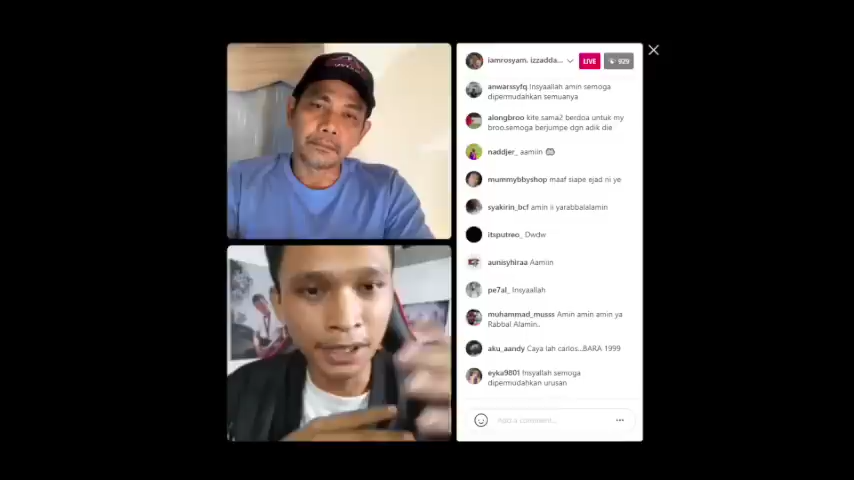 iamrosyam. izzadda...
LIVE
929
anwarssyfq Insyaallah amin semoga
dipermudahkan semuanya
alongbroo kite sama2 berdoa untuk my
broo.semoga berjumpe dgn adik die
naddjer_ aamiin
mummybbyshop maaf siape ejad ni ye
syakirin_bcf amin ii yarabbalalamin
itsputreo_ Dwdw
aunisyhiraa Aamiin
pe7al_ Insyaallah
muhammad_musss Amin amin amin ya
Rabbal Alamin..
aku_aandy Caya lah carlos...BARA 1999
eyka9801 Insyallah semoga
dipermudahkan urusan
Add a comment...